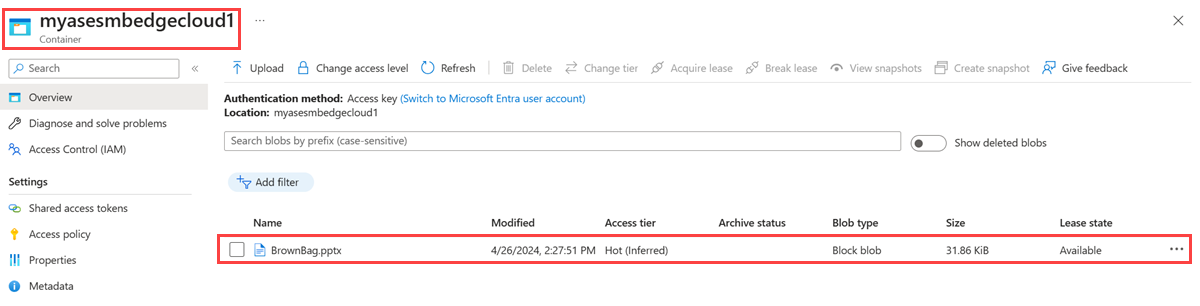 myasesmbedgecloud1 ...
Container
Search «
Upload Change access level Refresh Delete Change tier Acquire lease Break lease View snapshots Create snapshot Give feedback
Overview
Diagnose and solve problems
Access Control (IAM)
Settings
Shared access tokens
Access policy
Properties
Metadata
Authentication method: Access key (Switch to Microsoft Entra user account)
Location: myasesmbedgecloud1
Search blobs by prefix (case-sensitive)
Show deleted blobs
Add filter
Name Modified Access tier Archive status Blob type Size Lease state
BrownBag.pptx 4/26/2024, 2:27:51 PM Hot (Inferred) Block blob 31.86 KiB Available ...